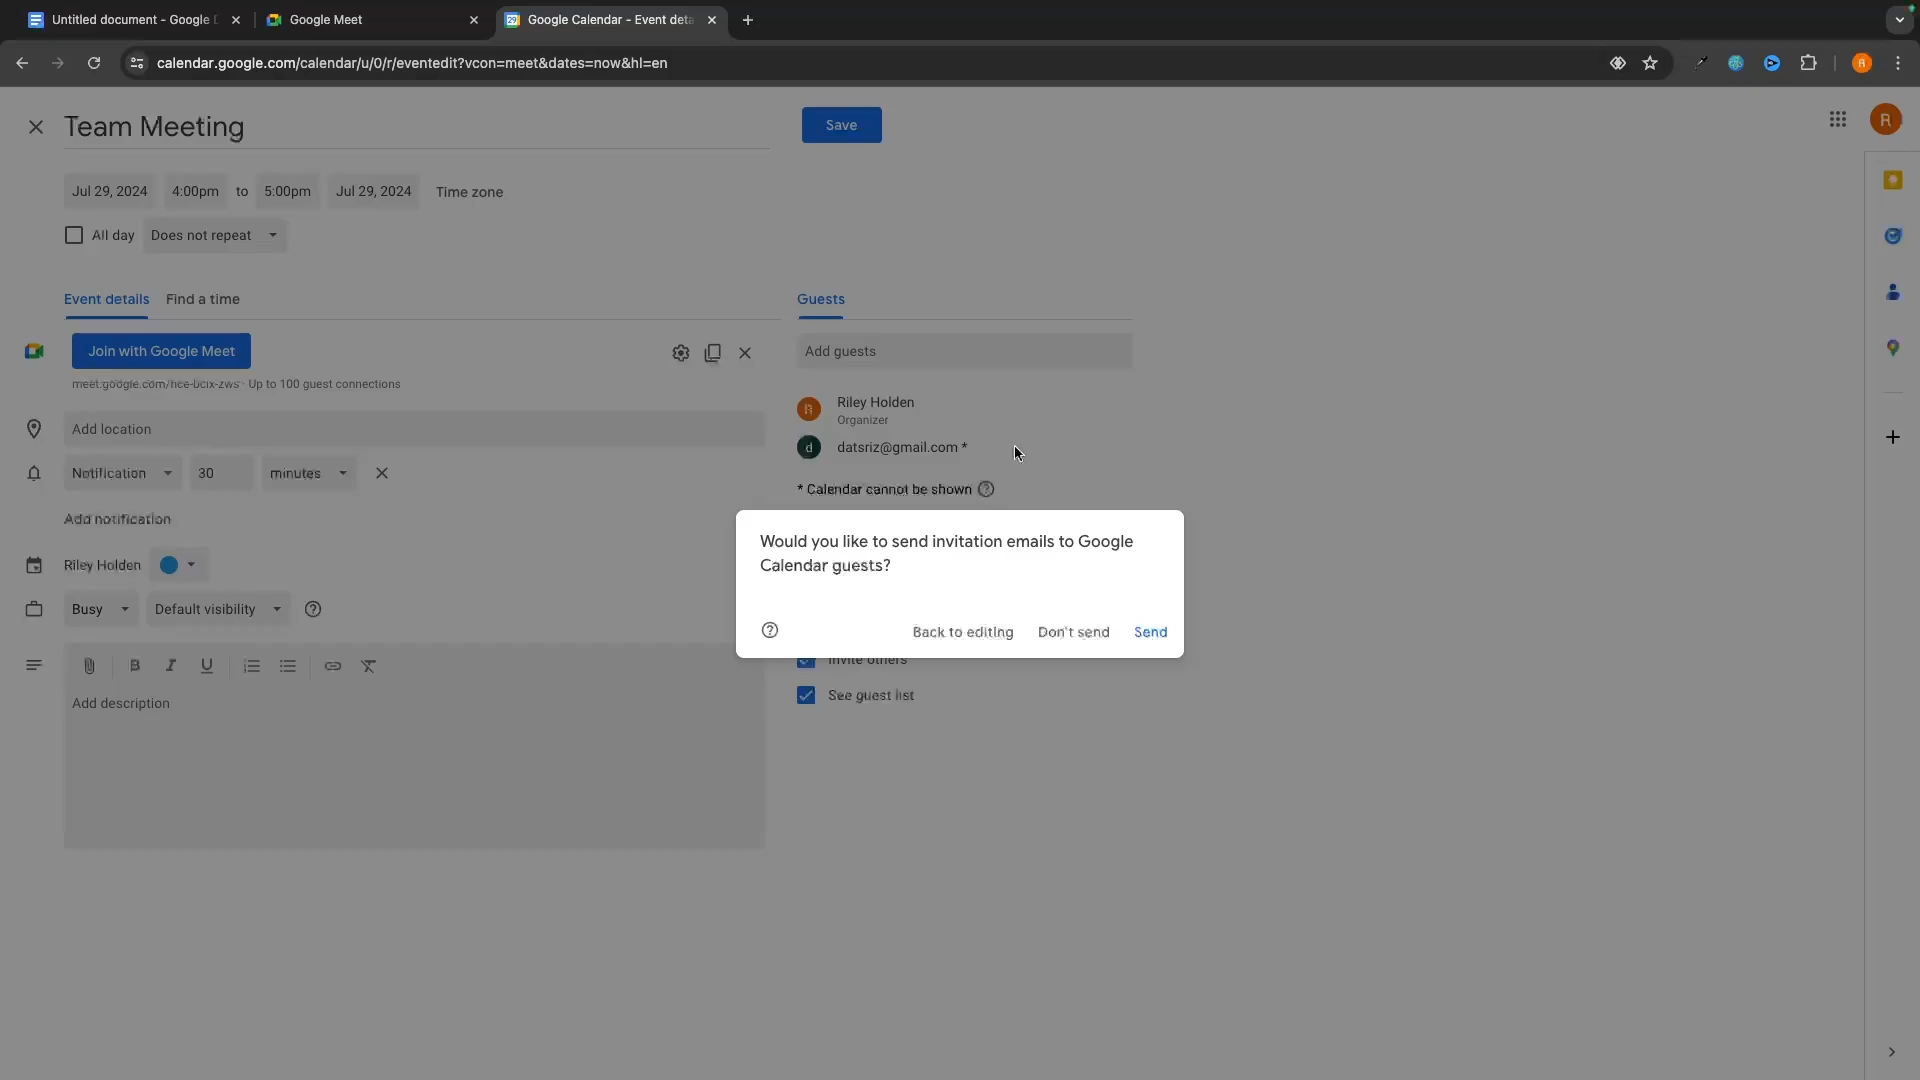 Untitled document - Google D
Google Meet
Google Calendar - Event deta
calendar.google.com/calendar/u/0/r/eventedit?vcon=meet&dates=now&hl=en
R
Team Meeting
Save
R
Jul 29, 2024 4:00pm to 5:00pm Jul 29, 2024 Time zone
All day Does not repeat
Event details Find a time
Guests
Join with Google Meet
meet.google.com/hce-bcix-zws · Up to 100 guest connections
Add guests
R Riley Holden
Organizer
d datsriz@gmail.com *
* Calendar cannot be shown
Add location
Notification 30 minutes
Add notification
Riley Holden
Busy Default visibility
Would you like to send invitation emails to Google
Calendar guests?
Back to editing Don't send Send
Invite others
See guest list
B I U
Add description